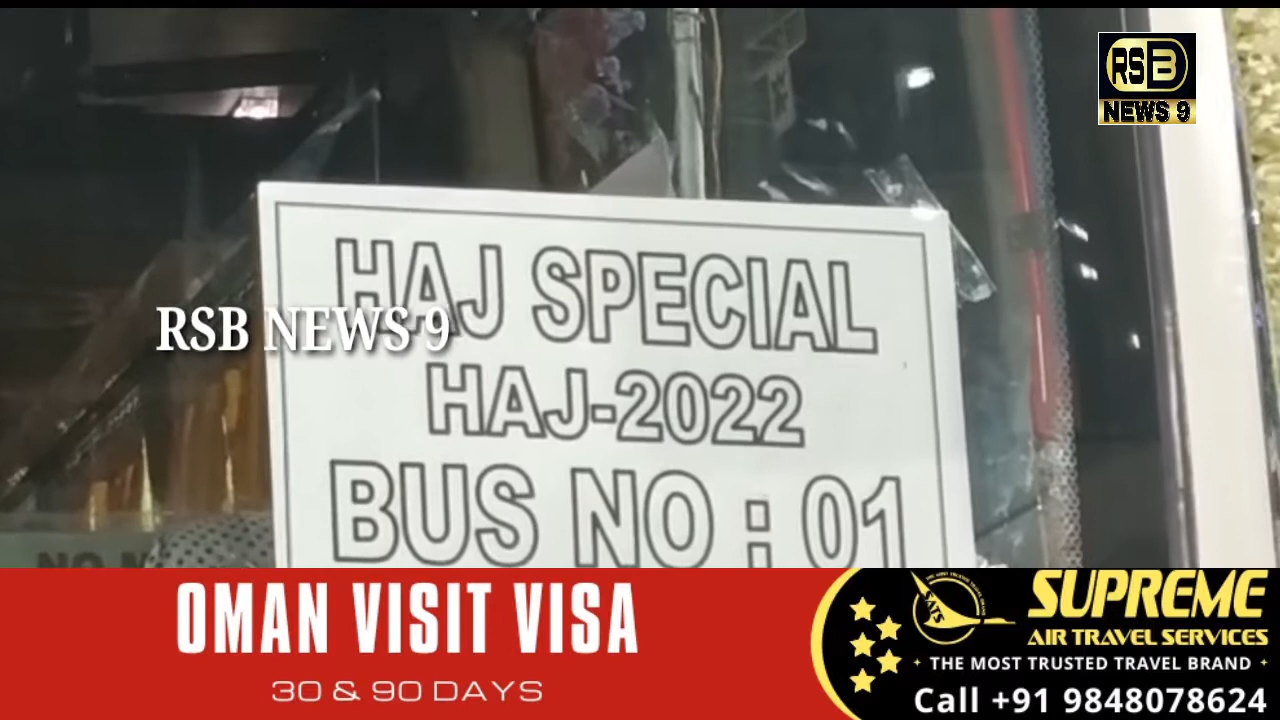 RSB
NEWS 9
HAJ SPECIAL
RSB NEWS 9
HAJ-2022
BUS NO : 01
OMAN VISIT VISA
30 & 90 DAYS
SATS
SUPREME
AIR TRAVEL SERVICES
THE MOST TRUSTED TRAVEL BRAND
Call +91 9848078624